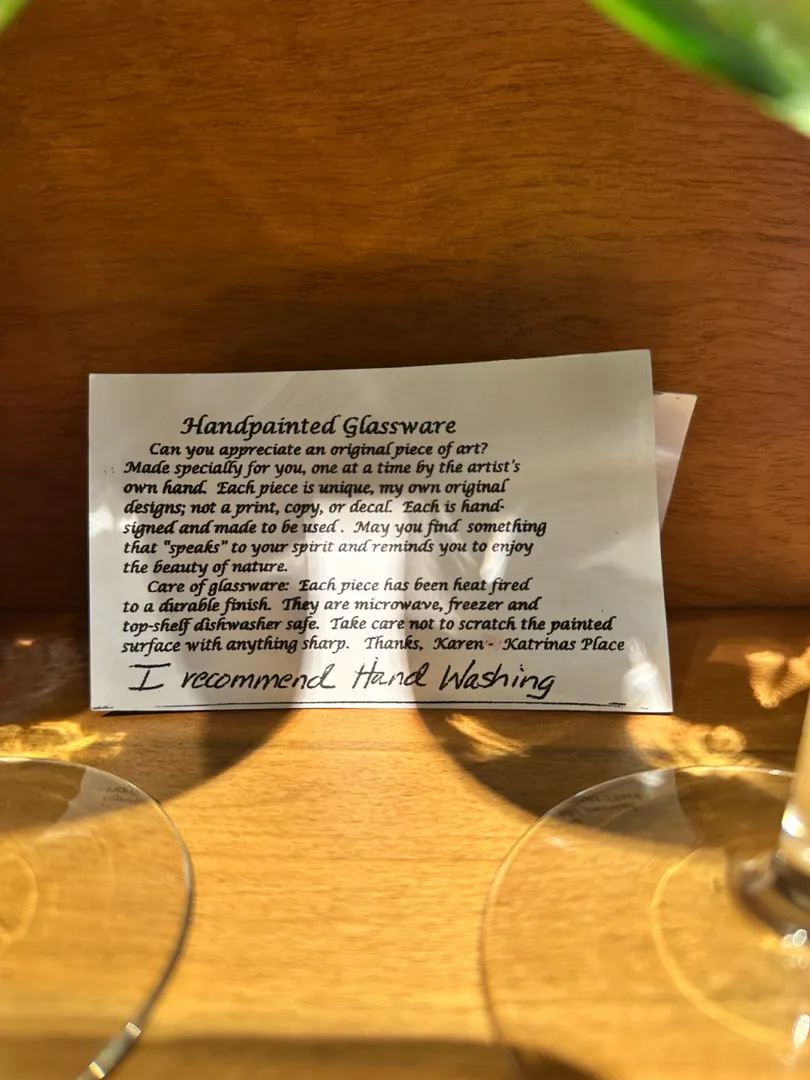 Handpainted Glassware
Can you appreciate an original piece of art?
Made specially for you, one at a time by the artist's
own hand. Each piece is unique, my own original
designs; not a print, copy, or decal. Each is hand-
signed and made to be used. May you find something
that "speaks" to your spirit and reminds you to enjoy
the beauty of nature.
Care of glassware: Each piece has been heat fired
to a durable finish. They are microwave, freezer and
top-shelf dishwasher safe. Take care not to scratch the painted
surface with anything sharp. Thanks, Karen - Katrinas Place
I recommend Hand Washing